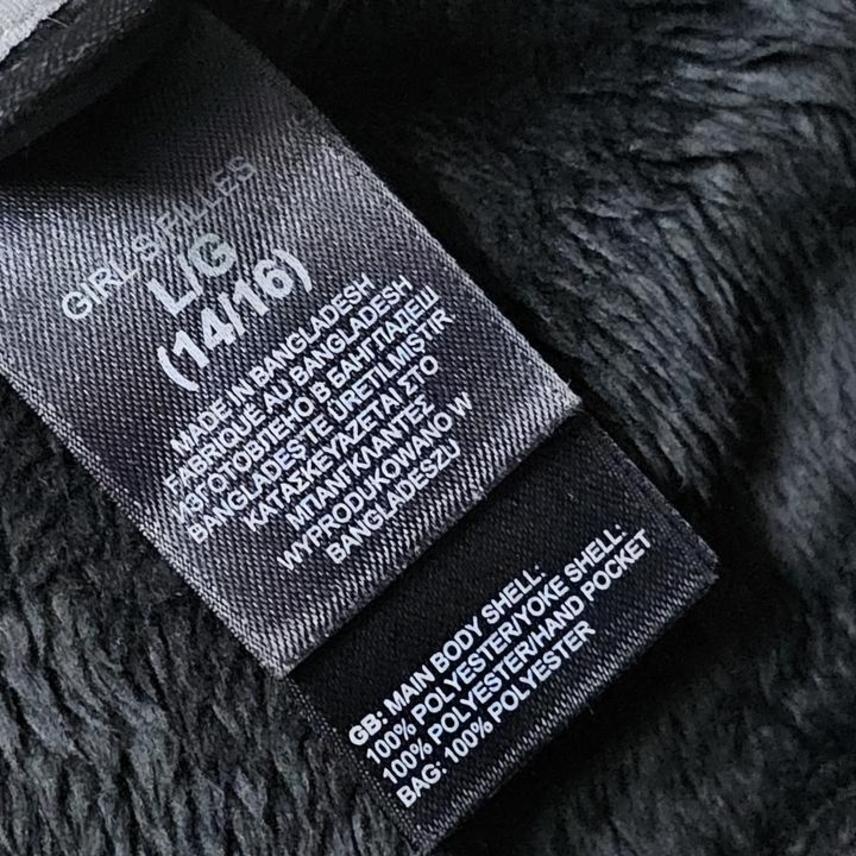 GIRLS/FILLES
L/G
(14/16)
MADE IN BANGLADESH
FABRIQUÉ AU BANGLADESH
ИЗГОТОВЛЕНО В БАНГЛАДЕШ
BANGLADEŞ'TE ÜRETILMIŞTIR
ΚΑΤΑΣΚΕΥΑΖΕΤΑΙ ΣΤΟ
ΜΠΑΝΓΚΛΑΝΤΕΣ
WYPRODUKOWANO W
BANGLADESZU
GB: MAIN BODY SHELL:
100% POLYESTER/YOKE SHELL:
100% POLYESTER/HAND POCKET
BAG: 100% POLYESTER